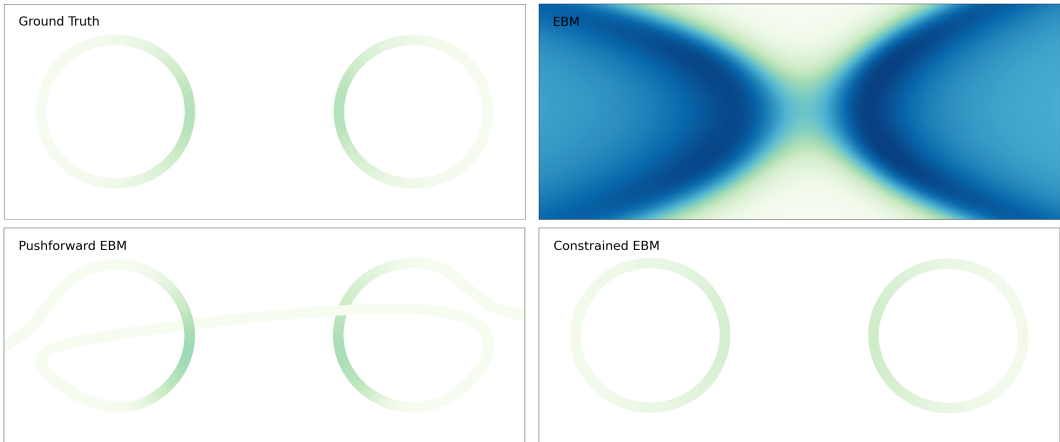 Ground Truth
EBM
Pushforward EBM
Constrained EBM